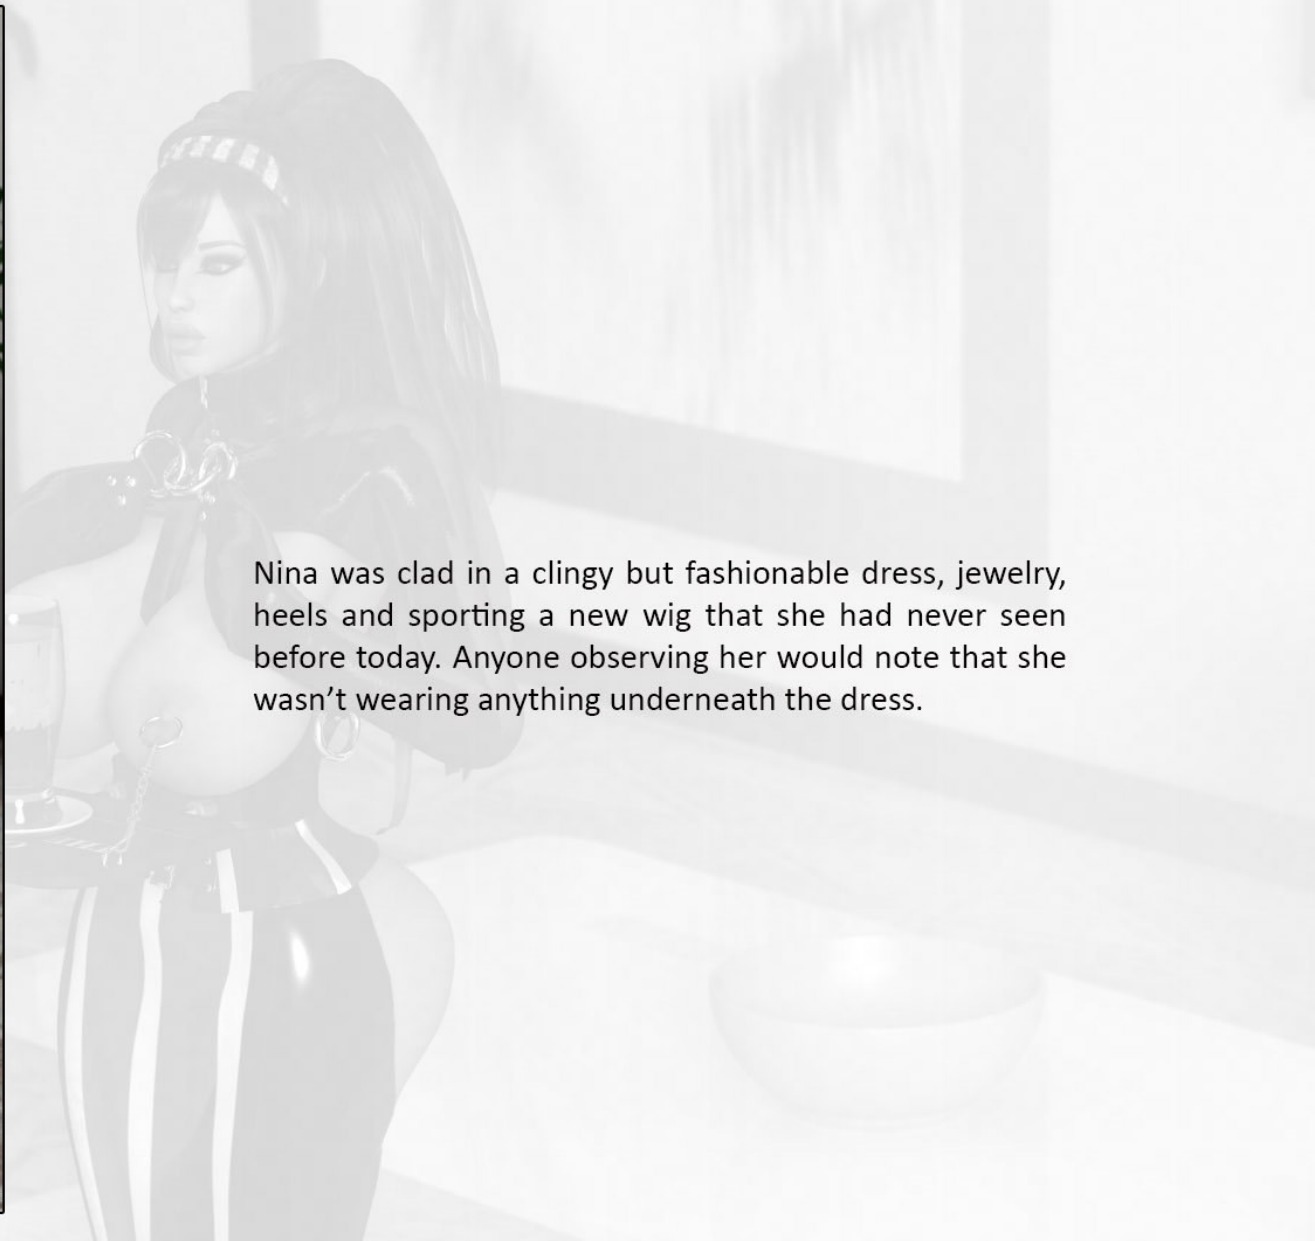 Nina was clad in a clingy but fashionable dress, jewelry,
heels and sporting a new wig that she had never seen
before today. Anyone observing her would note that she
wasn’t wearing anything underneath the dress.